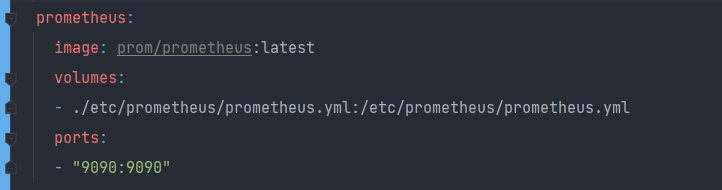 prometheus:
image: prom/prometheus:latest
volumes:
- ./etc/prometheus/prometheus.yml:/etc/prometheus/prometheus.yml
ports:
- "9090:9090"